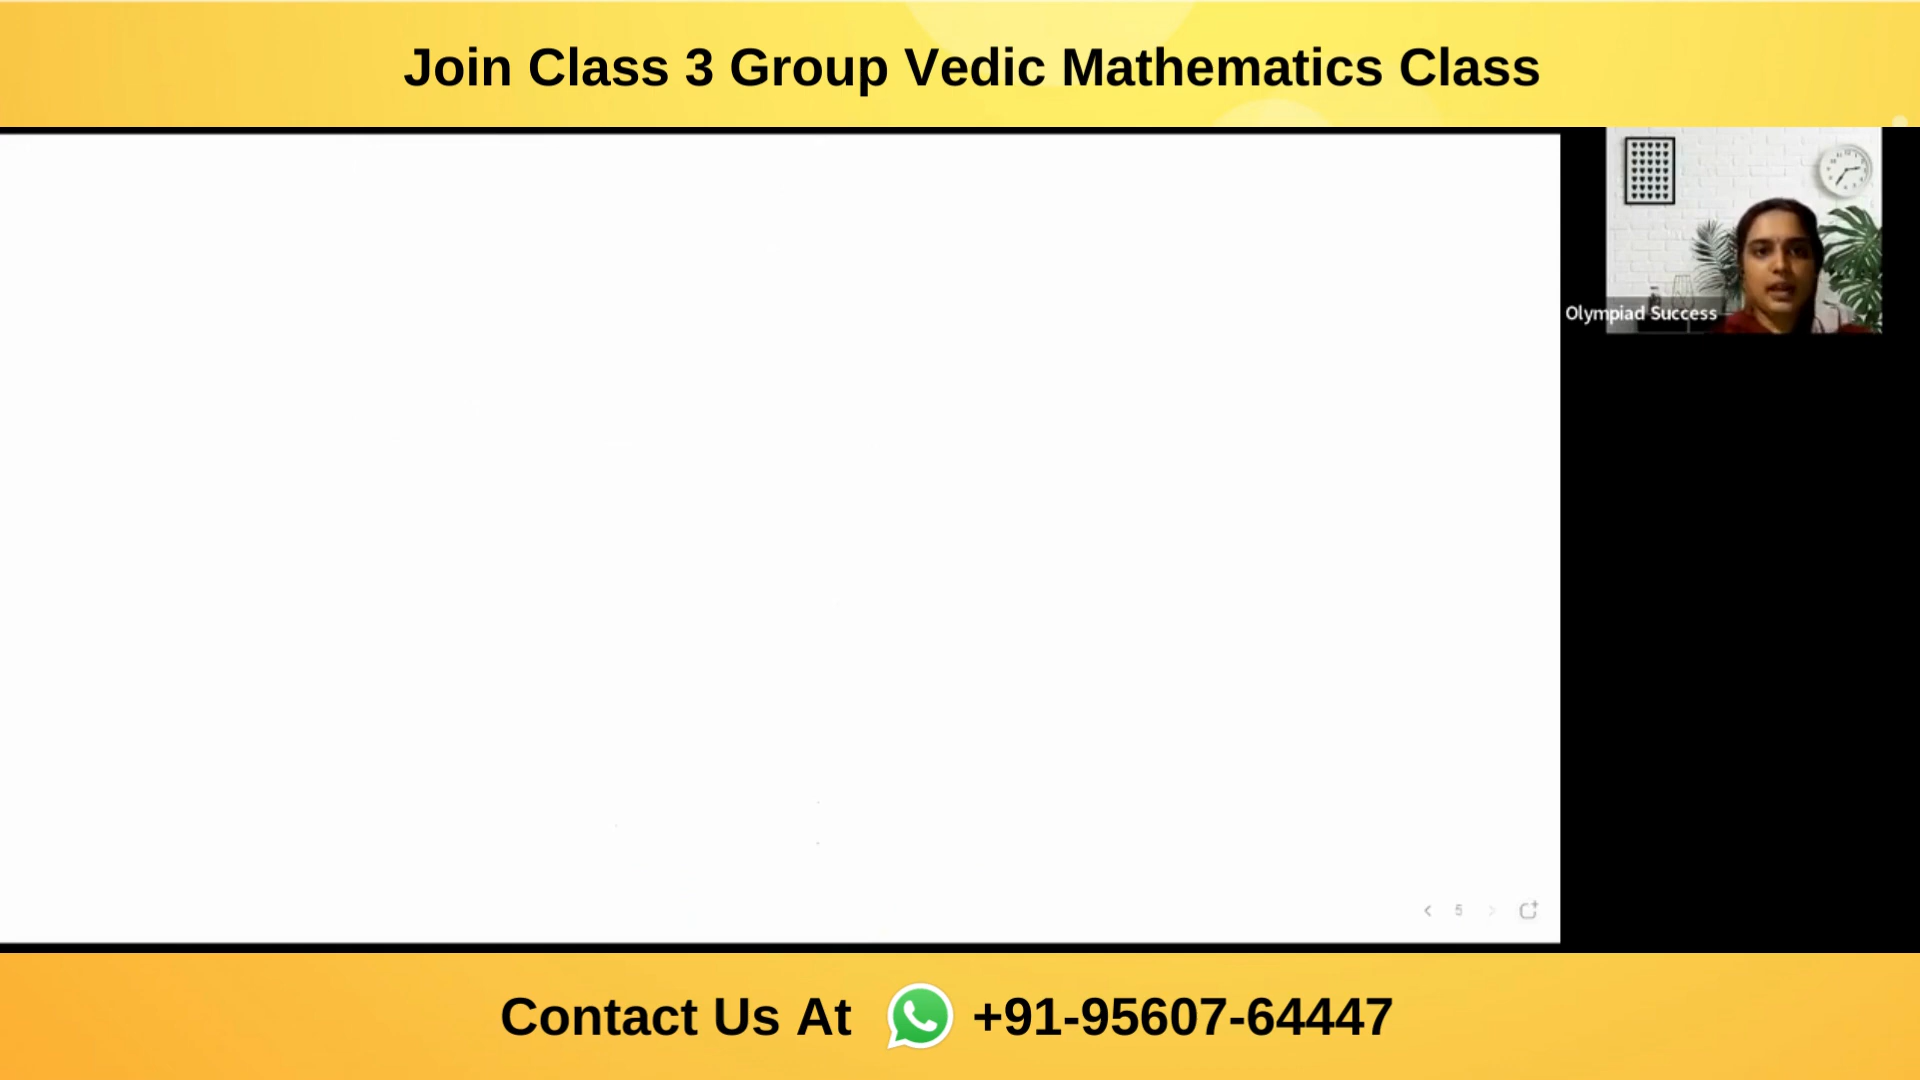 Join Class 3 Group Vedic Mathematics Class
Olympiad Success
5
Contact Us At +91-95607-64447